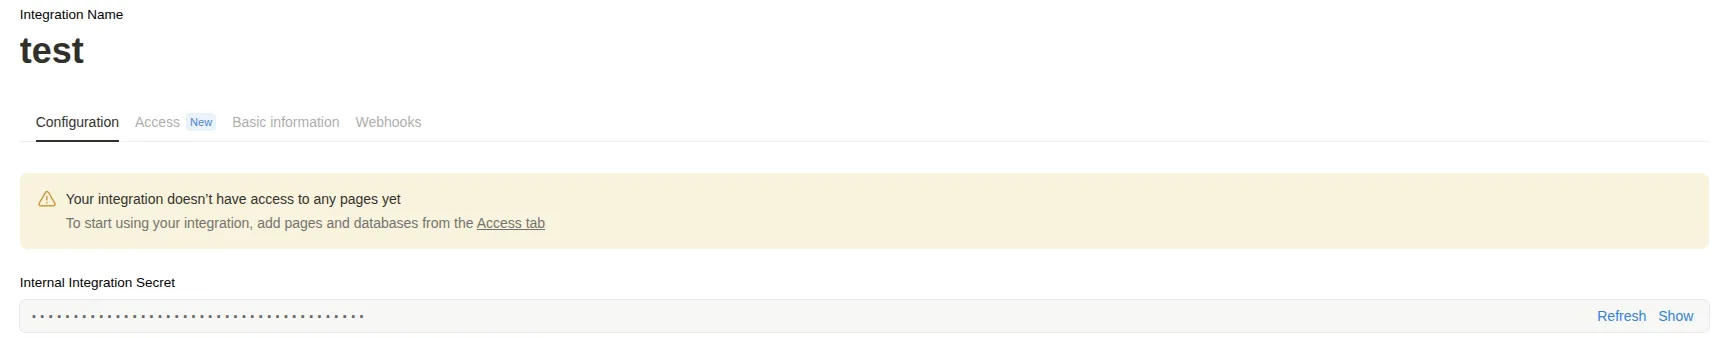 Integration Name
test
Configuration Access New Basic information Webhooks
Your integration doesn’t have access to any pages yet
To start using your integration, add pages and databases from the Access tab
Internal Integration Secret
Refresh Show